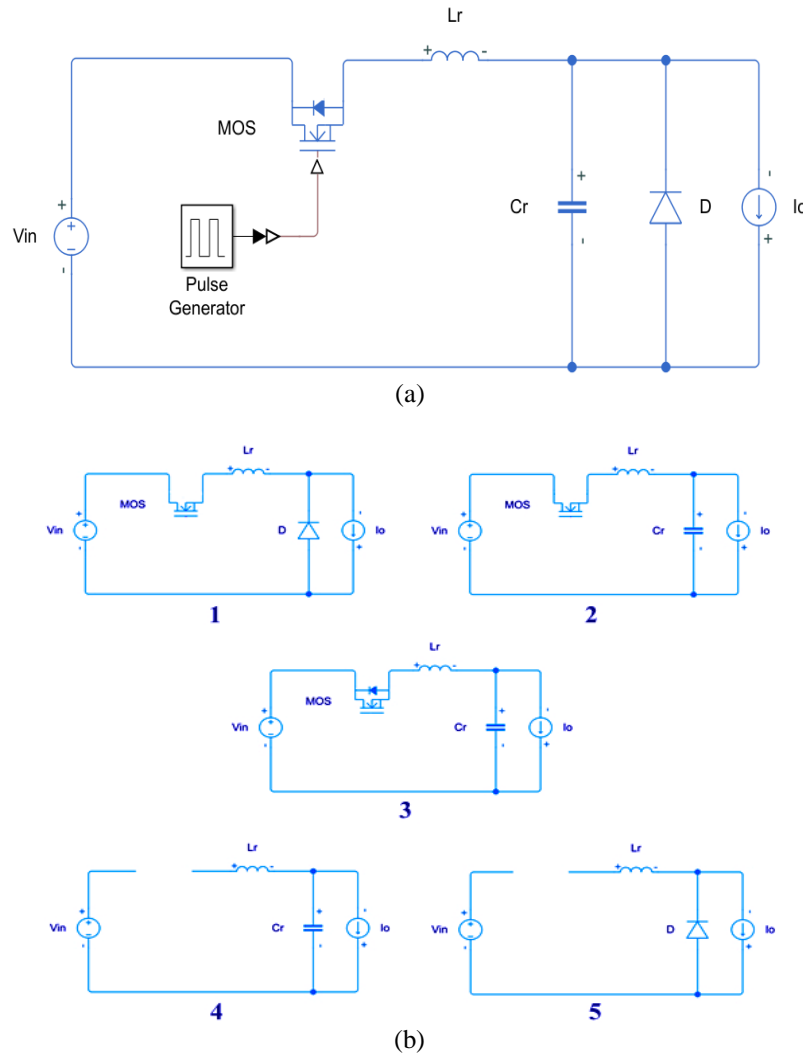 Lr
+ -
MOS
+
Vin
-
Pulse
Generator
+
Cr
-
D
-
Io
+
(a)
Lr
+ -
MOS
+
Vin
-
D
-
Io
+
1
Lr
+ -
MOS
+
Vin
-
+
Cr
-
-
Io
+
2
Lr
+ -
MOS
+
Vin
-
+
Cr
-
-
Io
+
3
Lr
+ -
+
Vin
-
+
Cr
-
-
Io
+
4
Lr
+ -
+
Vin
-
D
-
Io
+
5
(b)